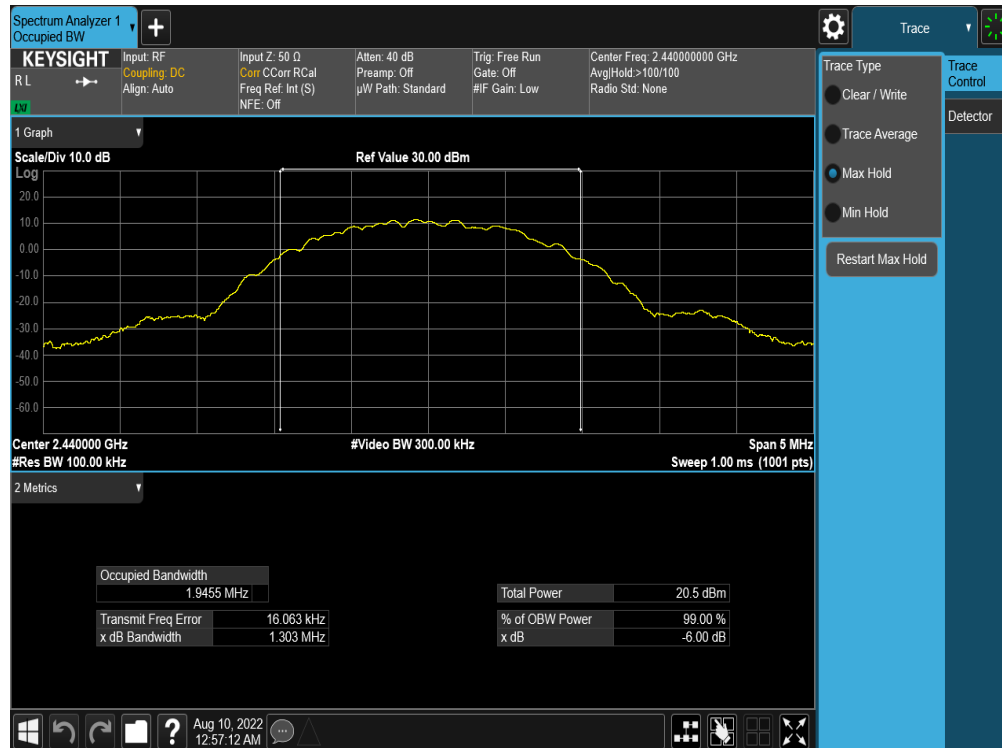 Spectrum Analyzer 1
Occupied BW
+
Trace
KEYSIGHT
R L
LXI
Input: RF
Coupling: DC
Align: Auto
Input Z: 50 Ω
Corr CCorr RCal
Freq Ref: Int (S)
NFE: Off
Atten: 40 dB
Preamp: Off
µW Path: Standard
Trig: Free Run
Gate: Off
#IF Gain: Low
Center Freq: 2.440000000 GHz
Avg|Hold:>100/100
Radio Std: None
Trace Type
Clear / Write
Trace Average
Max Hold
Min Hold
Restart Max Hold
Trace
Control
Detector
1 Graph
Scale/Div 10.0 dB
Ref Value 30.00 dBm
Log
20.0
10.0
0.00
-10.0
-20.0
-30.0
-40.0
-50.0
-60.0
Center 2.440000 GHz
#Video BW 300.00 kHz
Span 5 MHz
#Res BW 100.00 kHz
Sweep 1.00 ms (1001 pts)
2 Metrics
Occupied Bandwidth
1.9455 MHz
Total Power 20.5 dBm
Transmit Freq Error 16.063 kHz
% of OBW Power 99.00 %
x dB Bandwidth 1.303 MHz
x dB -6.00 dB
?
Aug 10, 2022
12:57:12 AM